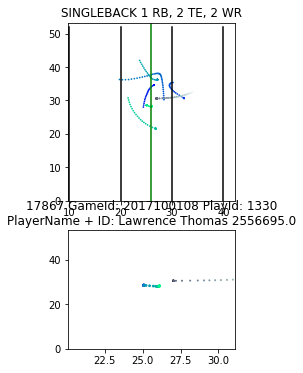 SINGLEBACK 1 RB, 2 TE, 2 WR
50
40
30
20
10
0
10 20 30 40
17867 GameId: 2017100108 PlayId: 1330
PlayerName + ID: Lawrence Thomas 2556695.0
40
20
0
22.5 25.0 27.5 30.0